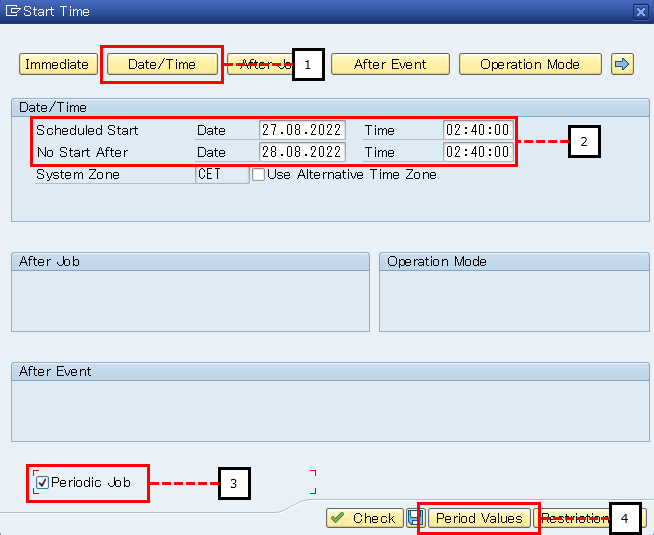 Start Time
Immediate Date/Time After Jo 1 After Event Operation Mode
Date/Time
Scheduled Start Date 27.08.2022 Time 02:40:00
No Start After Date 28.08.2022 Time 02:40:00 2
System Zone CET Use Alternative Time Zone
After Job Operation Mode
After Event
Periodic Job 3
Check Period Values Restriction 4